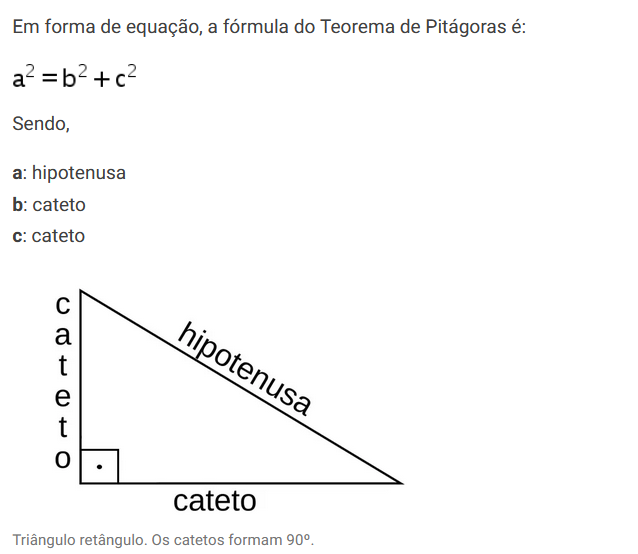 Em forma de equação, a fórmula do Teorema de Pitágoras é:
a² = b² + c²
Sendo,
a: hipotenusa
b: cateto
c: cateto
cateto
hipotenusa
cateto
Triângulo retângulo. Os catetos formam 90º.